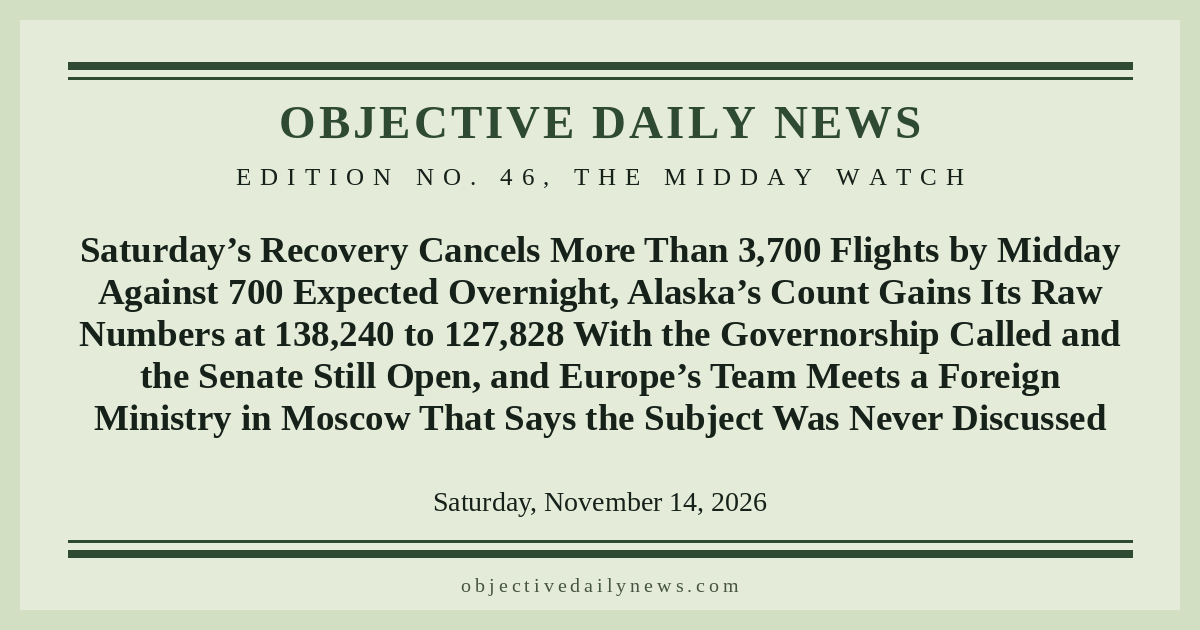 OBJECTIVE DAILY NEWS
EDITION NO. 46, THE MIDDAY WATCH
Saturday’s Recovery Cancels More Than 3,700 Flights by Midday
Against 700 Expected Overnight, Alaska’s Count Gains Its Raw
Numbers at 138,240 to 127,828 With the Governorship Called and
the Senate Still Open, and Europe’s Team Meets a Foreign
Ministry in Moscow That Says the Subject Was Never Discussed
Saturday, November 14, 2026
objectivedailynews.com